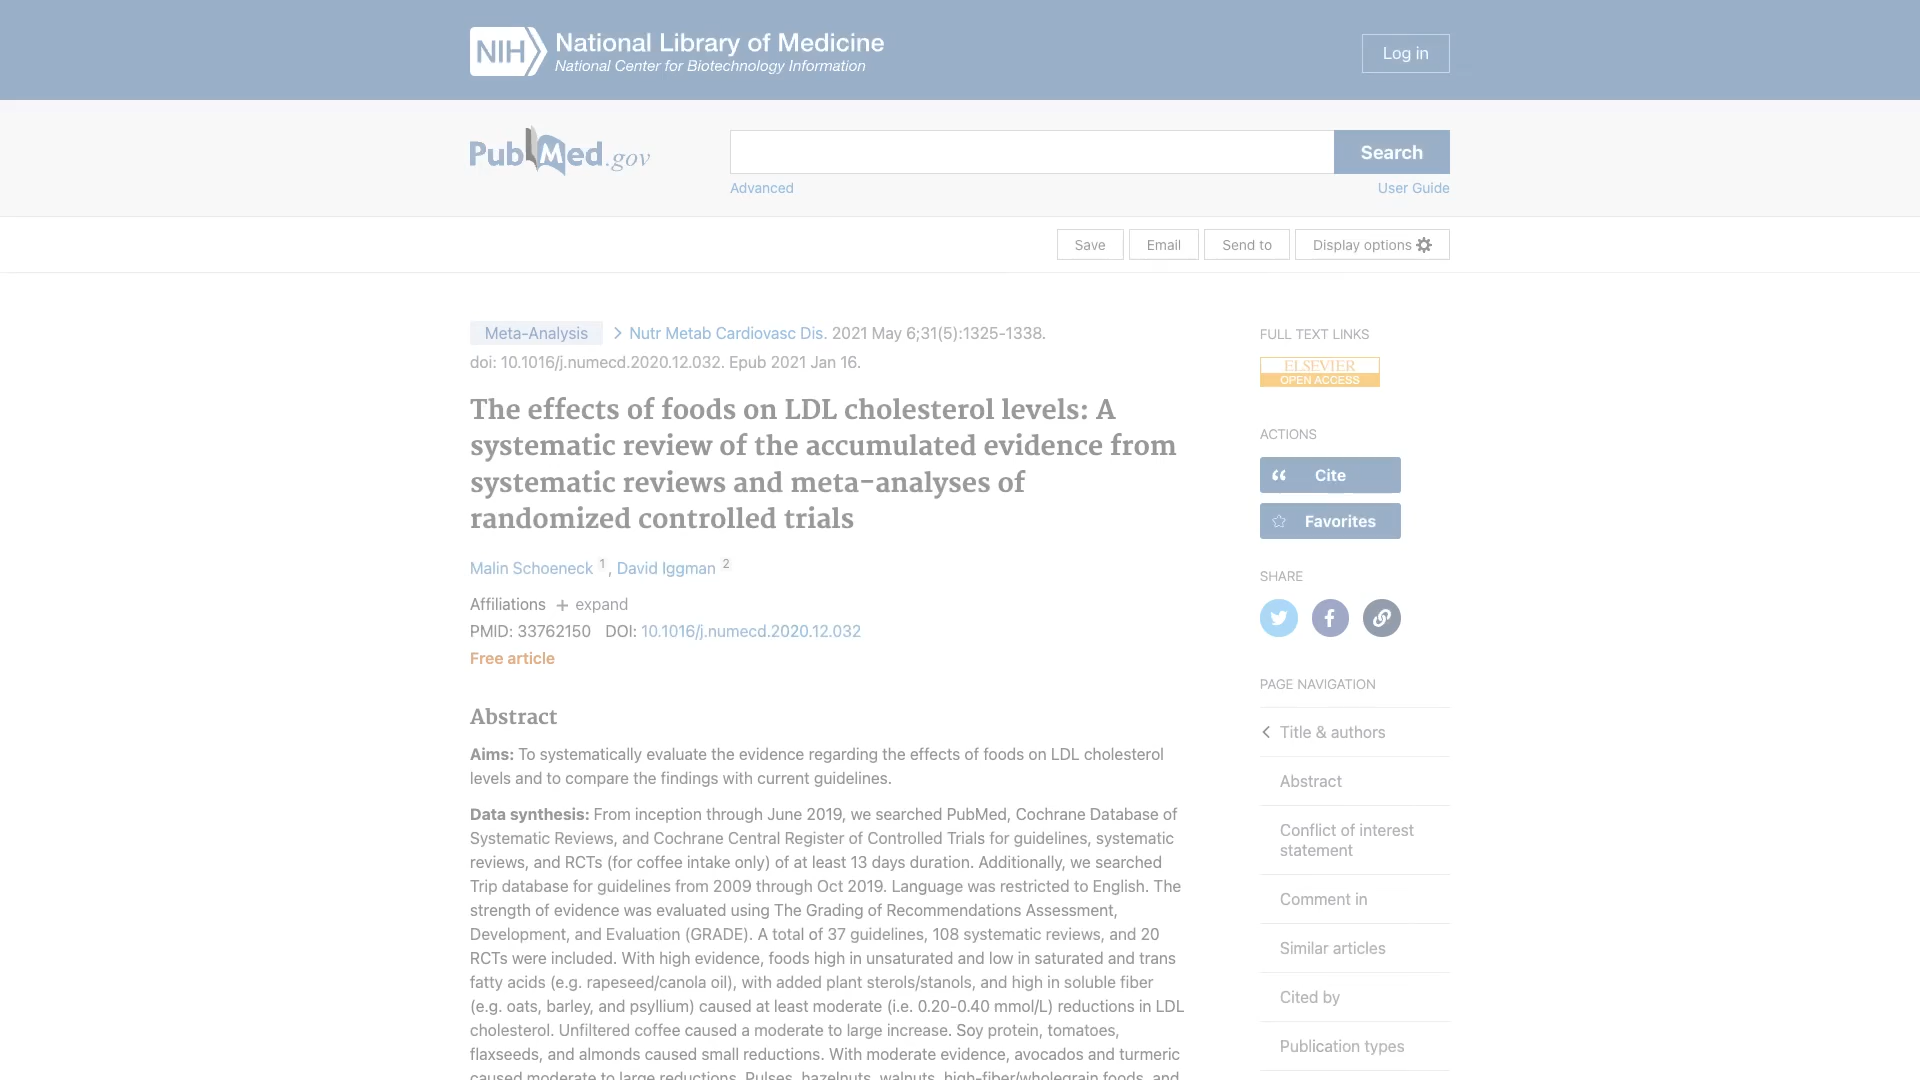 NIH National Library of Medicine
National Center for Biotechnology Information
Log in
PubMed.gov
Search
Advanced
User Guide
Save
Email
Send to
Display options
Meta-Analysis > Nutr Metab Cardiovasc Dis. 2021 May 6;31(5):1325-1338.
doi: 10.1016/j.numecd.2020.12.032. Epub 2021 Jan 16.
The effects of foods on LDL cholesterol levels: A
systematic review of the accumulated evidence from
systematic reviews and meta-analyses of
randomized controlled trials
Malin Schoeneck 1, David Iggman 2
Affiliations + expand
PMID: 33762150 DOI: 10.1016/j.numecd.2020.12.032
Free article
Abstract
Aims: To systematically evaluate the evidence regarding the effects of foods on LDL cholesterol
levels and to compare the findings with current guidelines.
Data synthesis: From inception through June 2019, we searched PubMed, Cochrane Database of
Systematic Reviews, and Cochrane Central Register of Controlled Trials for guidelines, systematic
reviews, and RCTs (for coffee intake only) of at least 13 days duration. Additionally, we searched
Trip database for guidelines from 2009 through Oct 2019. Language was restricted to English. The
strength of evidence was evaluated using The Grading of Recommendations Assessment,
Development, and Evaluation (GRADE). A total of 37 guidelines, 108 systematic reviews, and 20
RCTs were included. With high evidence, foods high in unsaturated and low in saturated and trans
fatty acids (e.g. rapeseed/canola oil), with added plant sterols/stanols, and high in soluble fiber
(e.g. oats, barley, and psyllium) caused at least moderate (i.e. 0.20-0.40 mmol/L) reductions in LDL
cholesterol. Unfiltered coffee caused a moderate to large increase. Soy protein, tomatoes,
flaxseeds, and almonds caused small reductions. With moderate evidence, avocados and turmeric
caused moderate to large reductions. Pulses, hazelnuts, walnuts, high-fiber/wholegrain foods, and
FULL TEXT LINKS
ELSEVIER
OPEN ACCESS
ACTIONS
Cite
Favorites
SHARE
PAGE NAVIGATION
Title & authors
Abstract
Conflict of interest
statement
Comment in
Similar articles
Cited by
Publication types